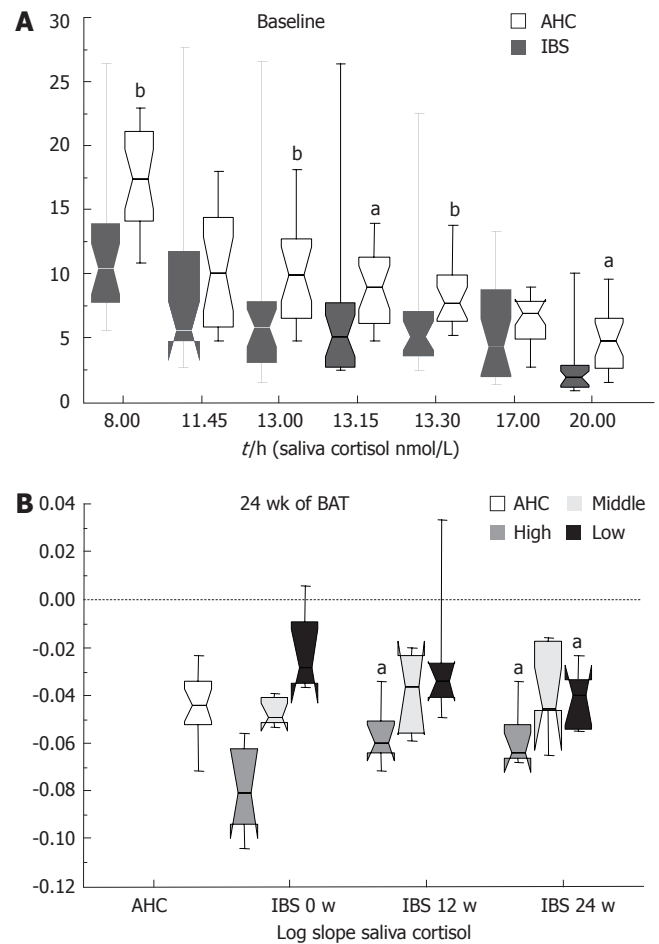 A
Baseline
AHC
IBS
30
25
20
15
10
5
0
b
b
a
b
a
8.00 11.45 13.00 13.15 13.30 17.00 20.00
t/h (saliva cortisol nmol/L)
B
24 wk of BAT
AHC Middle
High Low
0.04
0.02
0.00
-0.02
-0.04
-0.06
-0.08
-0.10
-0.12
a
a
a
AHC IBS 0 w IBS 12 w IBS 24 w
Log slope saliva cortisol